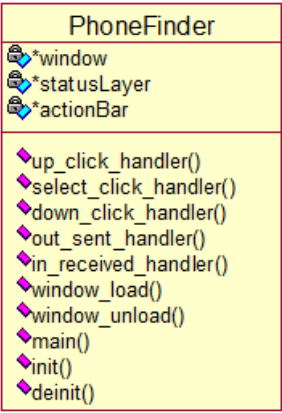 PhoneFinder
*window
*statusLayer
*actionBar
up_click_handler()
select_click_handler()
down_click_handler()
out_sent_handler()
in_received_handler()
window_load()
window_unload()
main()
init()
deinit()